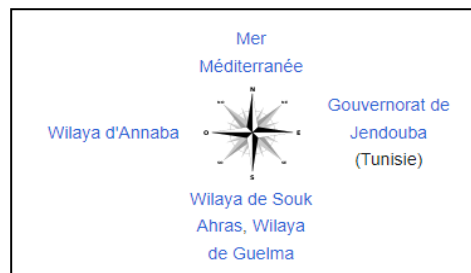 Mer
Méditerranée
N
Wilaya d'Annaba
O
E
Gouvernorat de
Jendouba
(Tunisie)
S
Wilaya de Souk
Ahras, Wilaya
de Guelma